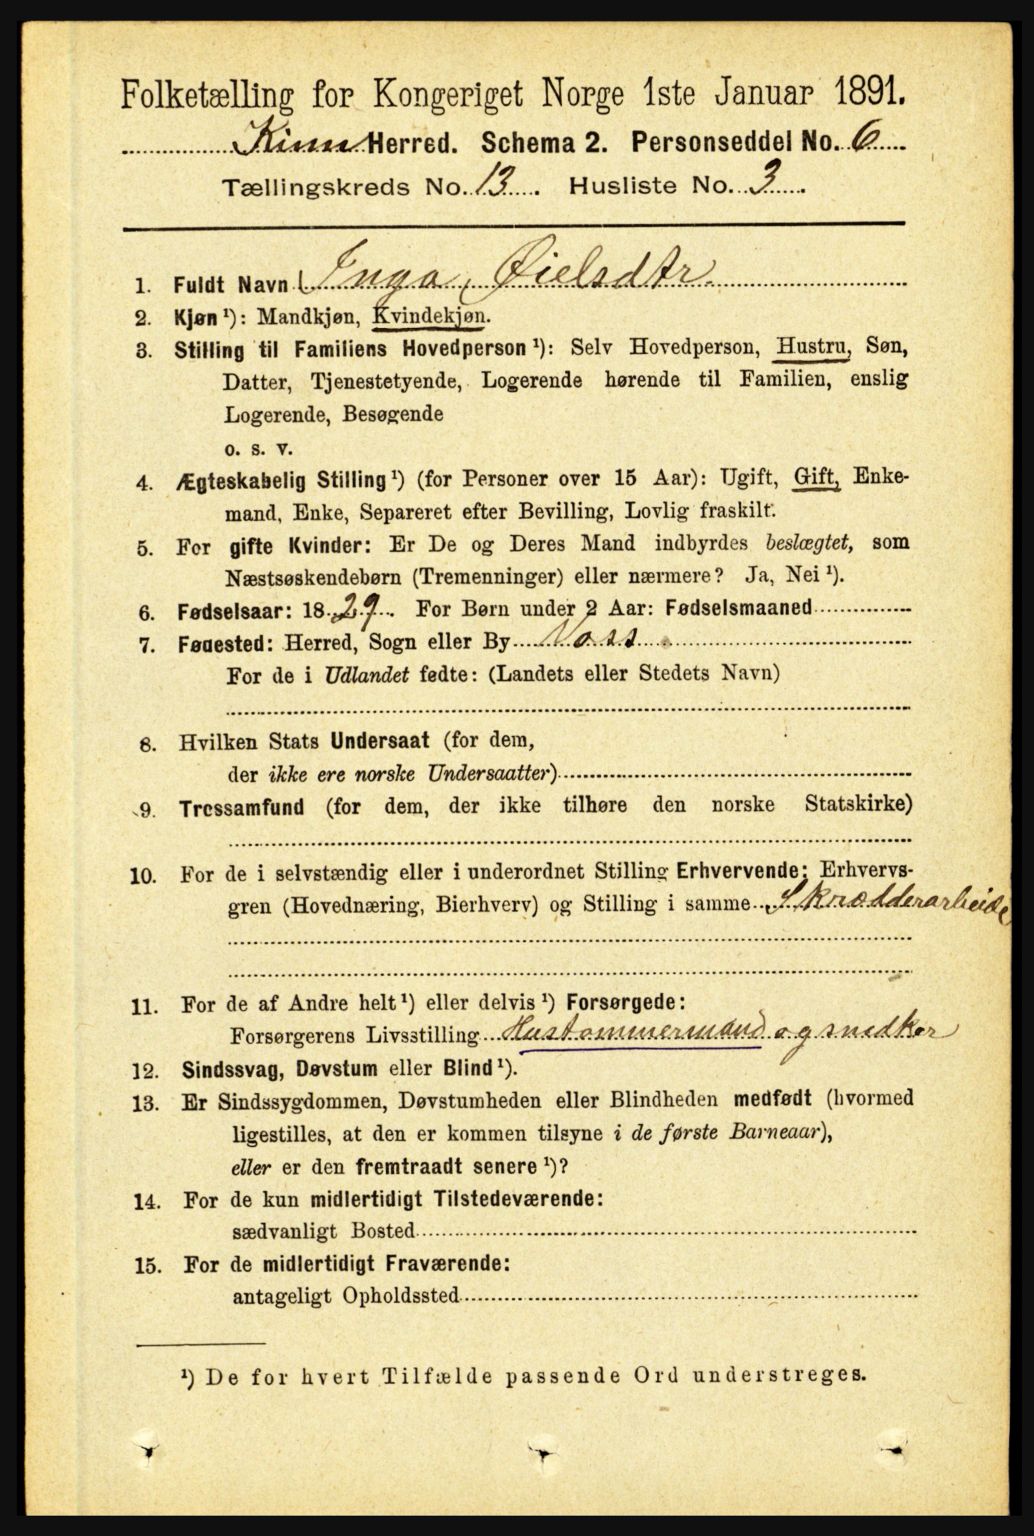 Folketælling for Kongeriget Norge 1ste Januar 1891.
Kinn Herred. Schema 2. Personseddel No. 6
Tællingskreds No. 13. Husliste No. 3.
1. Fuldt Navn Inga Øielsdtr.
2. Kjøn ¹): Mandkjøn, Kvindekjøn.
3. Stilling til Familiens Hovedperson ¹): Selv Hovedperson, Hustru, Søn,
Datter, Tjenestetyende, Logerende hørende til Familien, enslig
Logerende, Besøgende
o. s. v.
4. Ægteskabelig Stilling ¹) (for Personer over 15 Aar): Ugift, Gift, Enke-
mand, Enke, Separeret efter Bevilling, Lovlig fraskilt.
5. For gifte Kvinder: Er De og Deres Mand indbyrdes beslægtet, som
Næstsøskendebørn (Tremenninger) eller nærmere? Ja, Nei ¹).
6. Fødselsaar: 1829. For Børn under 2 Aar: Fødselsmaaned
7. Fødested: Herred, Sogn eller By Voss.
For de i Udlandet fødte: (Landets eller Stedets Navn)
8. Hvilken Stats Undersaat (for dem,
der ikke ere norske Undersaatter)
9. Trossamfund (for dem, der ikke tilhøre den norske Statskirke)
10. For de i selvstændig eller i underordnet Stilling Erhvervende: Erhvervs-
gren (Hovednæring, Bierhverv) og Stilling i samme Skrædderarbeide
11. For de af Andre helt ¹) eller delvis ¹) Forsørgede:
Forsørgerens Livsstilling Hustømmermand og snedker
12. Sindssvag, Døvstum eller Blind ¹).
13. Er Sindssygdommen, Døvstumheden eller Blindheden medfødt (hvormed
ligestilles, at den er kommen tilsyne i de første Barneaar),
eller er den fremtraadt senere ¹)?
14. For de kun midlertidigt Tilstedeværende:
sædvanligt Bosted
15. For de midlertidigt Fraværende:
antageligt Opholdssted
¹) De for hvert Tilfælde passende Ord understreges.